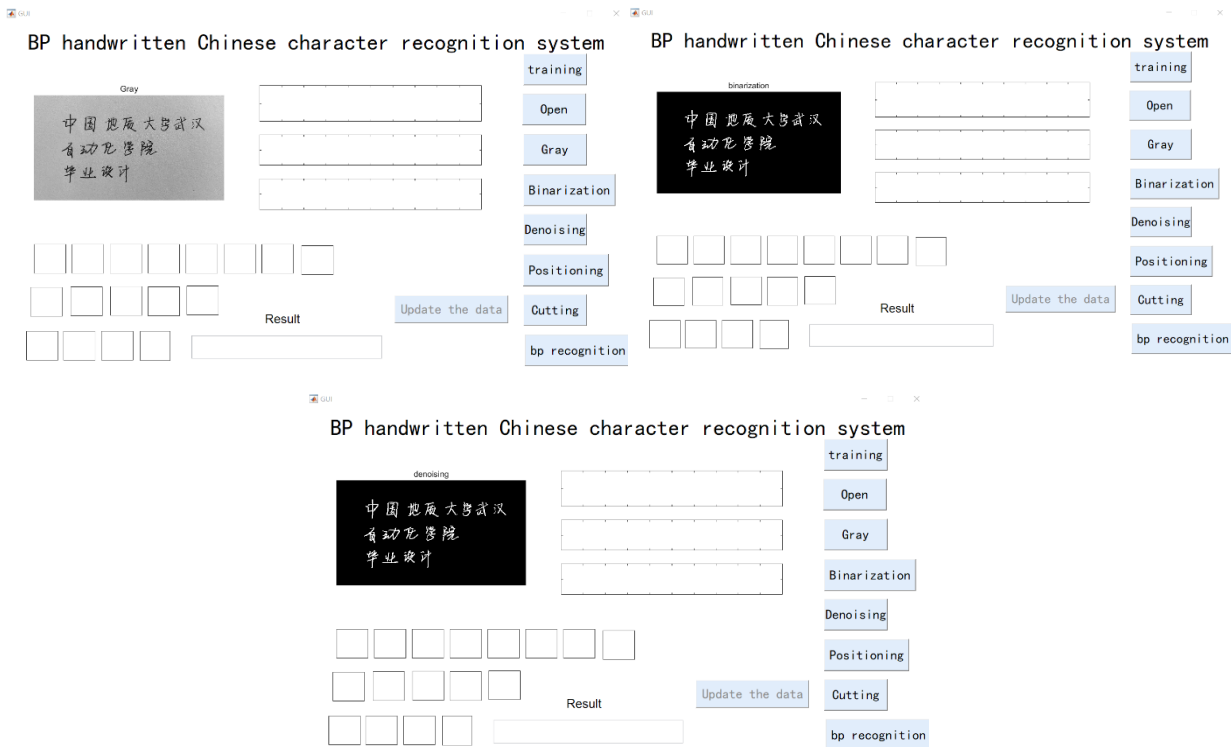 GUI
BP handwritten Chinese character recognition system
Gray
中国地质大学武汉
自动化学院
毕业设计
training
Open
Gray
Binarization
Denoising
Positioning
Cutting
bp recognition
Update the data
Result
GUI
BP handwritten Chinese character recognition system
binarization
中国地质大学武汉
自动化学院
毕业设计
training
Open
Gray
Binarization
Denoising
Positioning
Cutting
bp recognition
Update the data
Result
GUI
BP handwritten Chinese character recognition system
denoising
中国地质大学武汉
自动化学院
毕业设计
training
Open
Gray
Binarization
Denoising
Positioning
Cutting
bp recognition
Update the data
Result